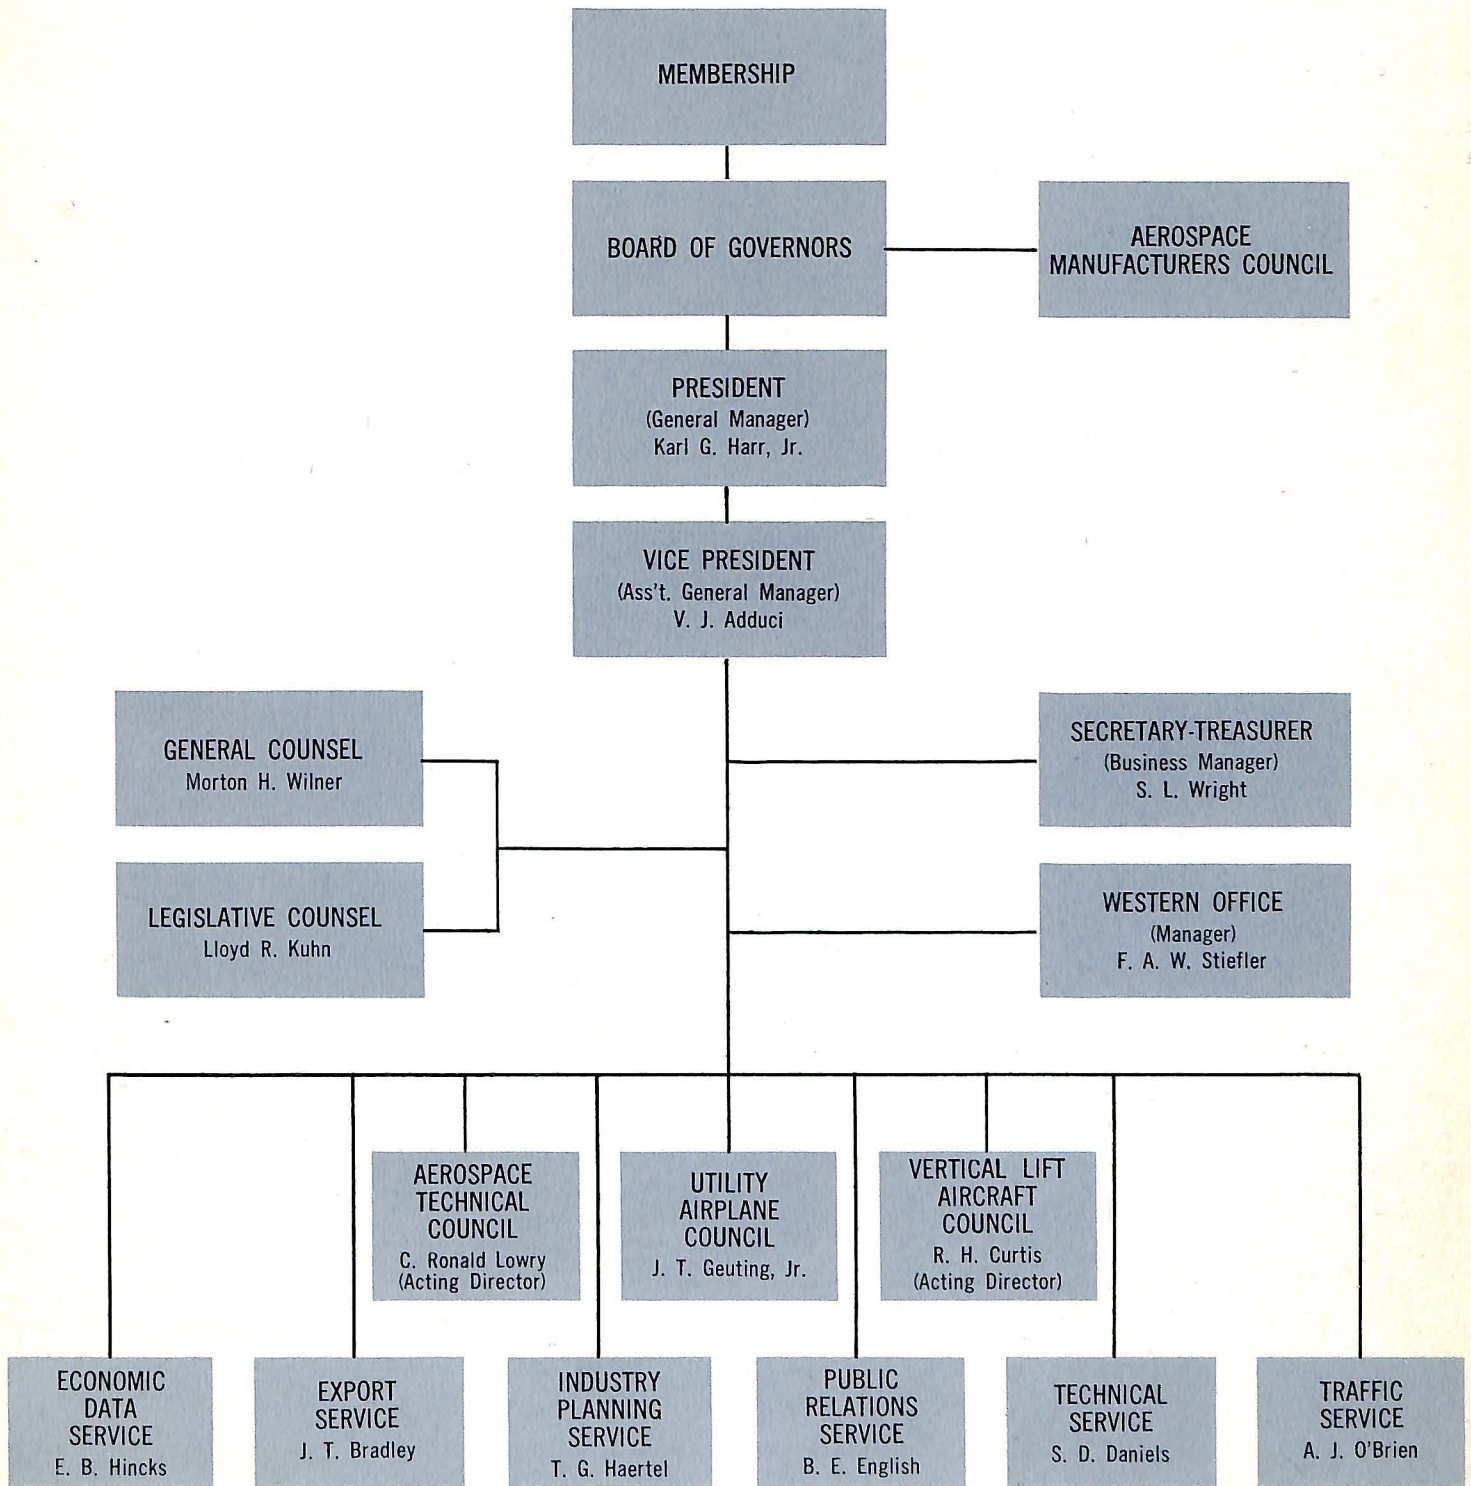 MEMBERSHIP
BOARD OF GOVERNORS
AEROSPACE
MANUFACTURERS COUNCIL
PRESIDENT
(General Manager)
Karl G. Harr, Jr.
VICE PRESIDENT
(Ass't. General Manager)
V. J. Adduci
GENERAL COUNSEL
Morton H. Wilner
SECRETARY-TREASURER
(Business Manager)
S. L. Wright
LEGISLATIVE COUNSEL
Lloyd R. Kuhn
WESTERN OFFICE
(Manager)
F. A. W. Stiefler
AEROSPACE
TECHNICAL
COUNCIL
C. Ronald Lowry
(Acting Director)
UTILITY
AIRPLANE
COUNCIL
J. T. Geuting, Jr.
VERTICAL LIFT
AIRCRAFT
COUNCIL
R. H. Curtis
(Acting Director)
ECONOMIC
DATA
SERVICE
E. B. Hincks
EXPORT
SERVICE
J. T. Bradley
INDUSTRY
PLANNING
SERVICE
T. G. Haertel
PUBLIC
RELATIONS
SERVICE
B. E. English
TECHNICAL
SERVICE
S. D. Daniels
TRAFFIC
SERVICE
A. J. O'Brien